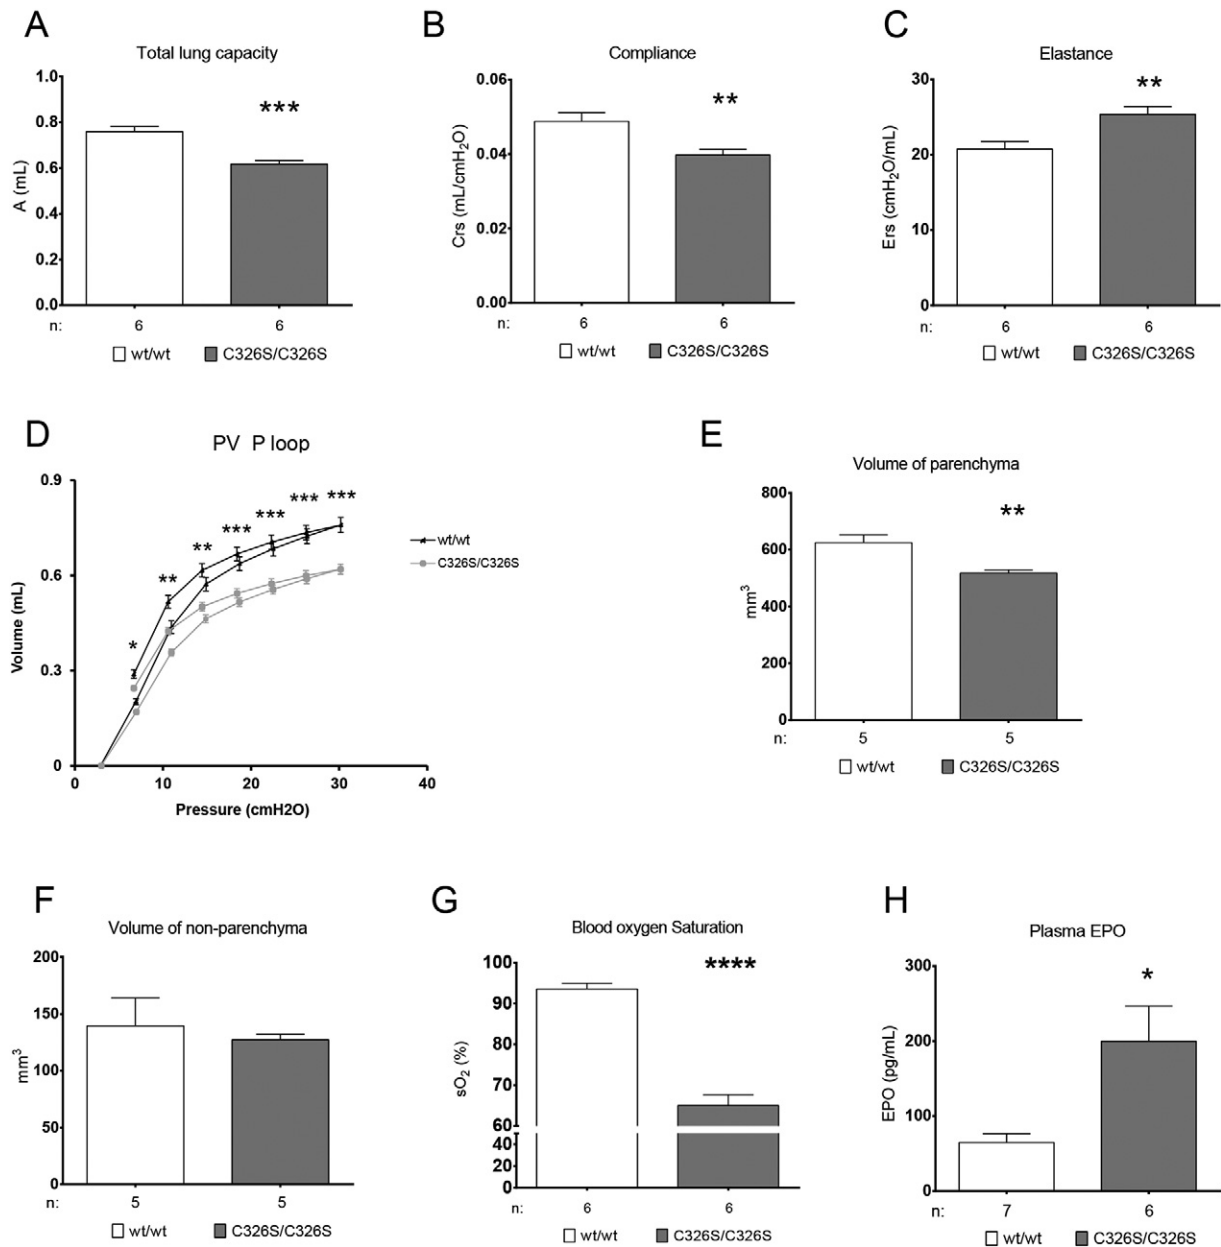 A
Total lung capacity
A (mL)
1.0
0.8
0.6
0.4
0.2
0.0
***
n: 6 6
wt/wt C326S/C326S
B
Compliance
Crs (mL/cmH₂O)
0.06
0.04
0.02
0.00
**
n: 6 6
wt/wt C326S/C326S
C
Elastance
Ers (cmH₂O/mL)
30
20
10
0
**
n: 6 6
wt/wt C326S/C326S
D
PV P loop
Volume (mL)
0.9
0.6
0.3
0
* ** ** *** *** *** ***
wt/wt
C326S/C326S
0 10 20 30 40
Pressure (cmH2O)
E
Volume of parenchyma
mm³
800
600
400
200
0
**
n: 5 5
wt/wt C326S/C326S
F
Volume of non-parenchyma
mm³
200
150
100
50
0
n: 5 5
wt/wt C326S/C326S
G
Blood oxygen Saturation
sO₂ (%)
100
90
80
70
60
40
20
0
****
n: 6 6
wt/wt C326S/C326S
H
Plasma EPO
EPO (pg/mL)
300
200
100
0
*
n: 7 6
wt/wt C326S/C326S